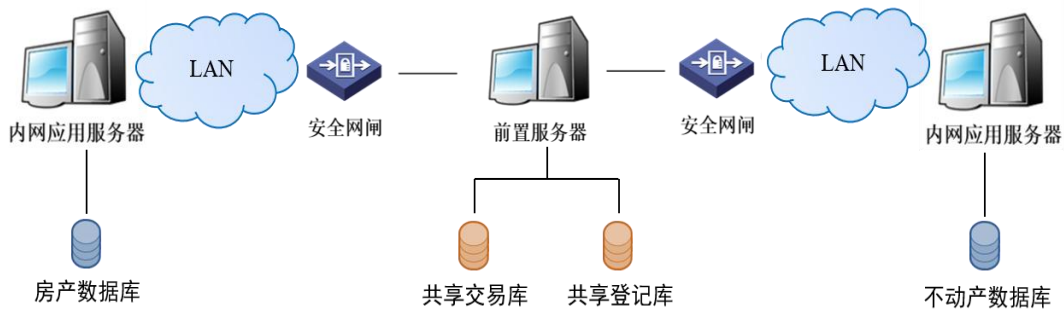 LAN
LAN
内网应用服务器
安全网闸
前置服务器
安全网闸
内网应用服务器
房产数据库
共享交易库
共享登记库
不动产数据库